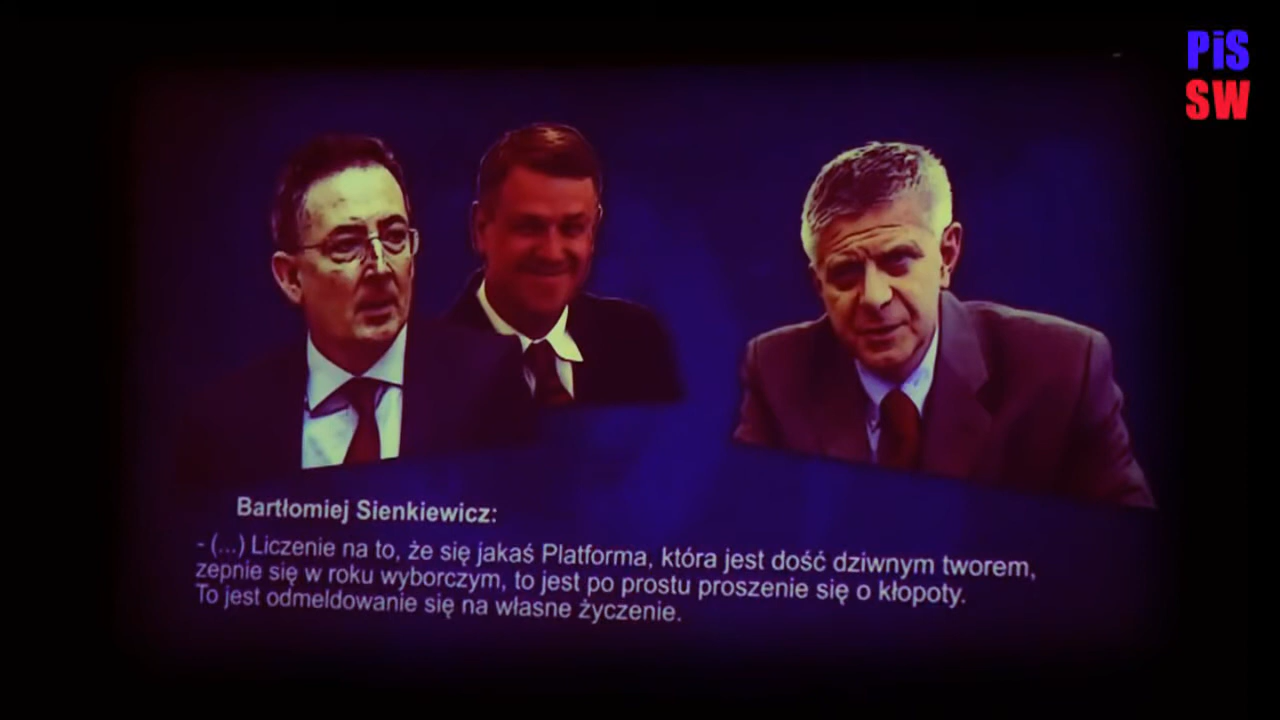 PiS
SW
Bartłomiej Sienkiewicz:
- (...) Liczenie na to, że się jakaś Platforma, która jest dość dziwnym tworem,
zepnie się w roku wyborczym, to jest po prostu proszenie się o kłopoty.
To jest odmeldowanie się na własne życzenie.